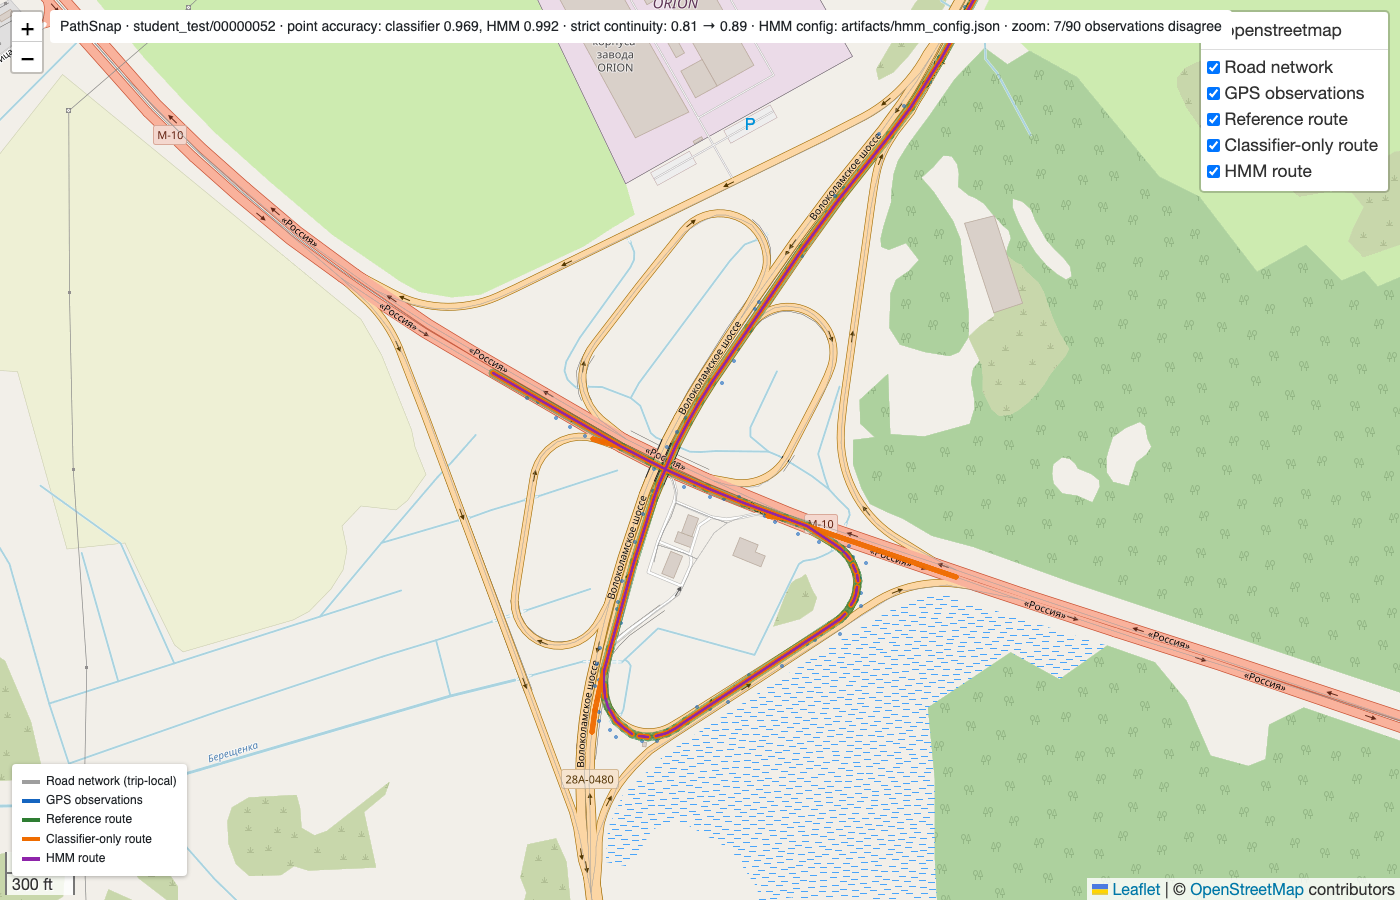 ORION
PathSnap · student_test/00000052 · point accuracy: classifier 0.969, HMM 0.992 · strict continuity: 0.81 → 0.89 · HMM config: artifacts/hmm_config.json · zoom: 7/90 observations disagree
+
−
openstreetmap
Road network
GPS observations
Reference route
Classifier-only route
HMM route
корпуса
завода
ORION
P
М-10
«Россия»
«Россия»
«Россия»
«Россия»
М-10
«Россия»
«Россия»
«Россия»
«Россия»
Волоколамское шоссе
Волоколамское шоссе
Волоколамское шоссе
Волоколамское шоссе
28А-0480
Берещенка
Road network (trip-local)
GPS observations
Reference route
Classifier-only route
HMM route
300 ft
Leaflet | © OpenStreetMap contributors